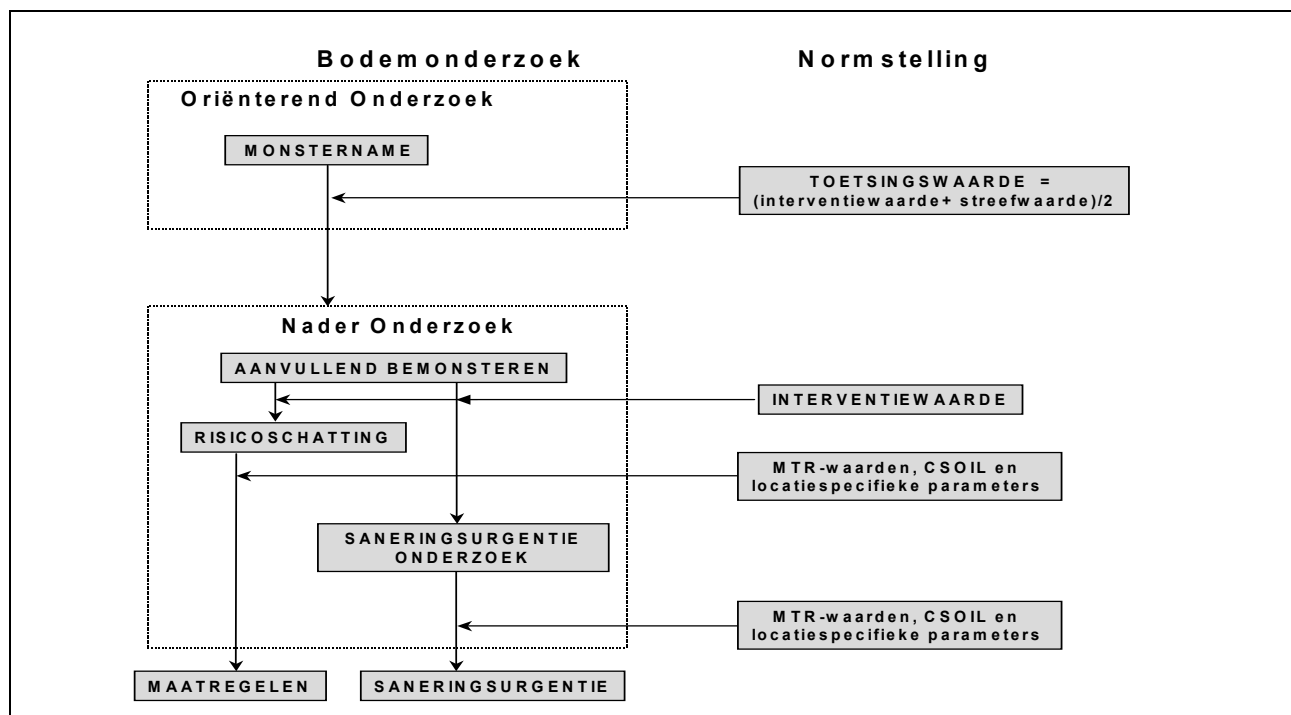 Bodemonderzoek
Normstelling
Oriënterend Onderzoek
MONSTERNAME
TOETSINGSWAARDE =
(interventiewaarde+ streefwaarde)/2
Nader Onderzoek
AANVULLEND BEMONSTEREN
INTERVENTIEWAARDE
RISICOSCHATTING
MTR-waarden, CSOIL en
locatiespecifieke parameters
SANERINGSURGENTIE
ONDERZOEK
MTR-waarden, CSOIL en
locatiespecifieke parameters
MAATREGELEN
SANERINGSURGENTIE